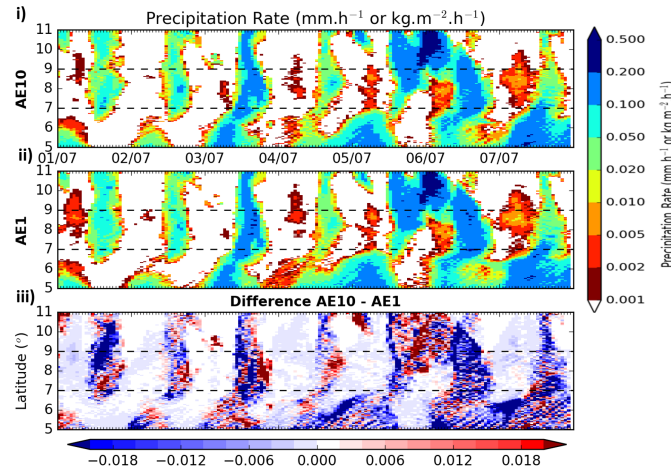 i)
Precipitation Rate (mm.h⁻¹ or kg.m⁻².h⁻¹)
AE10
11
10
9
8
7
6
5
01/07 02/07 03/07 04/07 05/07 06/07 07/07
ii)
AE1
11
10
9
8
7
6
5
0.500
0.200
0.100
0.050
0.020
0.010
0.005
0.002
0.001
Precipitation Rate (mm h⁻¹ or kg m⁻² h⁻¹)
iii)
Difference AE10 - AE1
Latitude (°)
11
10
9
8
7
6
5
−0.018 −0.012 −0.006 0.000 0.006 0.012 0.018